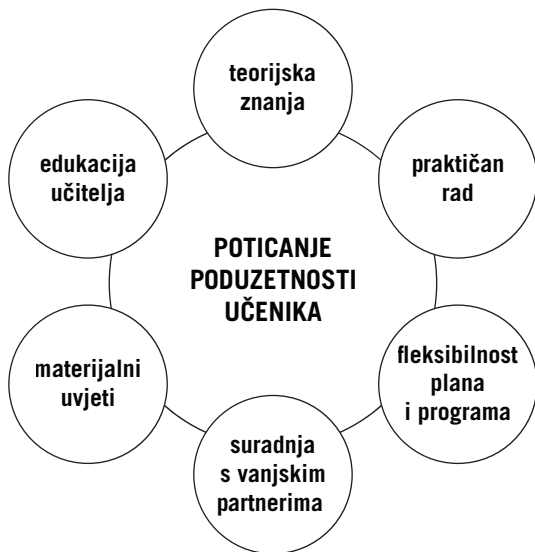 teorijska
znanja
edukacija
učitelja
praktičan
rad
POTICANJE
PODUZETNOSTI
UČENIKA
materijalni
uvjeti
fleksibilnost
plana
i programa
suradnja
s vanjskim
partnerima